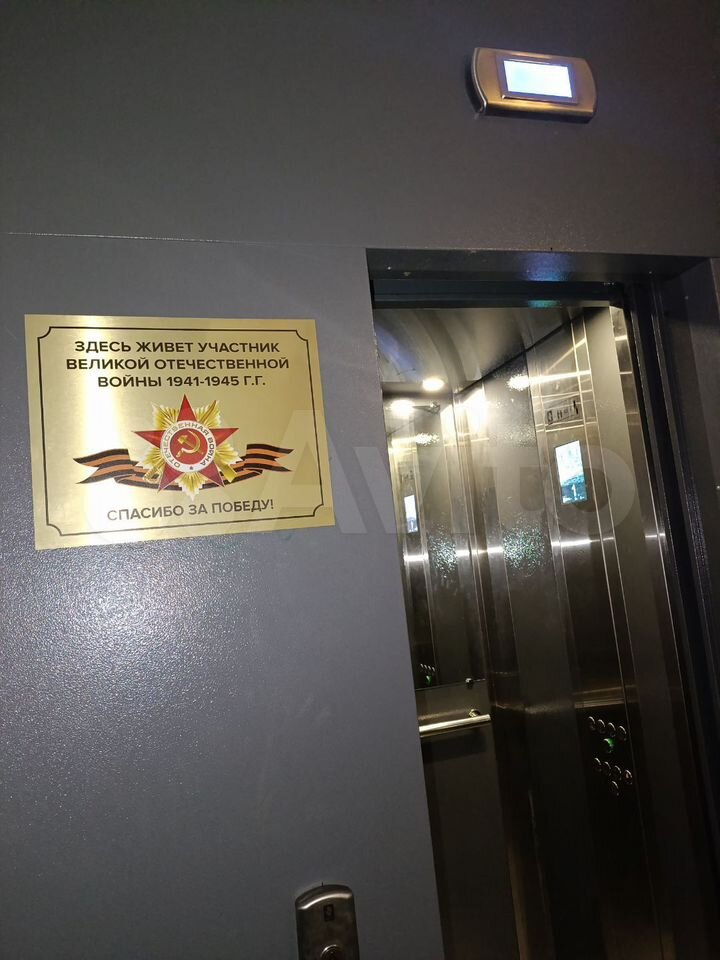 ЗДЕСЬ ЖИВЕТ УЧАСТНИК
ВЕЛИКОЙ ОТЕЧЕСТВЕННОЙ
ВОЙНЫ 1941-1945 Г.Г.
ОТЕЧЕСТВЕННАЯ ВОЙНА
СПАСИБО ЗА ПОБЕДУ!
Avito